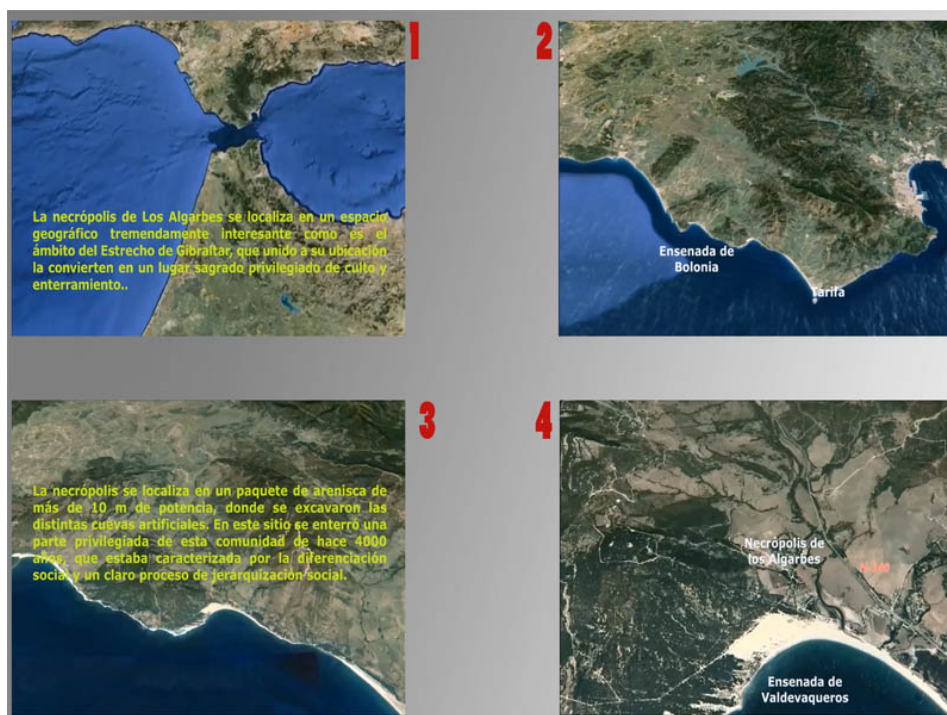 1
La necrópolis de Los Algarbes se localiza en un espacio
geográfico tremendamente interesante como es el
ámbito del Estrecho de Gibraltar, que unido a su ubicación
la convierten en un lugar sagrado privilegiado de culto y
enterramiento..
2
Ensenada de
Bolonia
Tarifa
3
La necrópolis se localiza en un paquete de arenisca de
más de 10 m de potencia, donde se excavaron las
distintas cuevas artificiales. En este sitio se enterró una
parte privilegiada de esta comunidad de hace 4000
años, que estaba caracterizada por la diferenciación
social y un claro proceso de jerarquización social.
4
Necrópolis de
los Algarbes
N-340
Ensenada de
Valdevaqueros